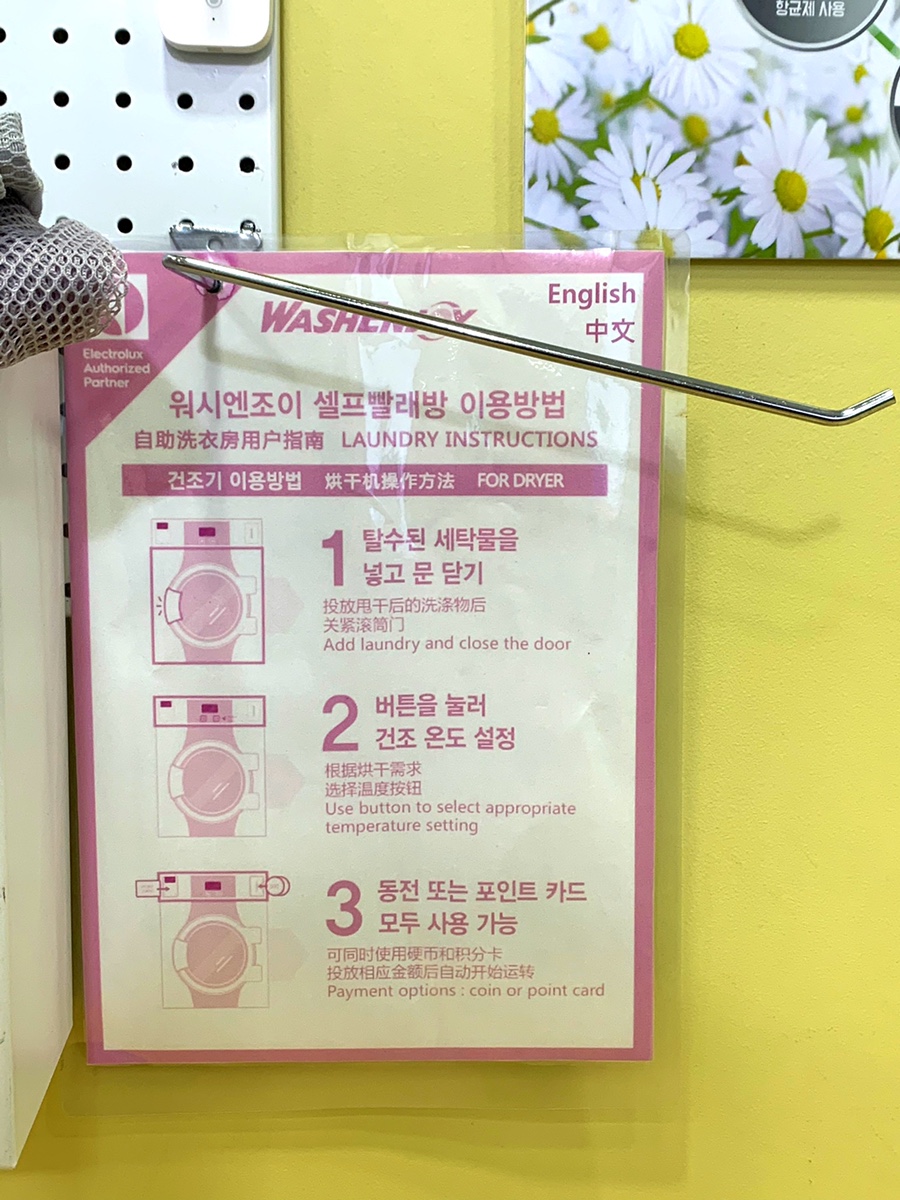 항균제 사용
Electrolux
Authorized
Partner
WASHENJOY
English
中文
워시엔조이 셀프빨래방 이용방법
自助洗衣房用户指南 LAUNDRY INSTRUCTIONS
건조기 이용방법 烘干机操作方法 FOR DRYER
1 탈수된 세탁물을
넣고 문 닫기
投放甩干后的洗涤物后
关紧滚筒门
Add laundry and close the door
2 버튼을 눌러
건조 온도 설정
根据烘干需求
选择温度按钮
Use button to select appropriate
temperature setting
3 동전 또는 포인트 카드
모두 사용 가능
可同时使用硬币和积分卡
投放相应金额后自动开始运转
Payment options : coin or point card